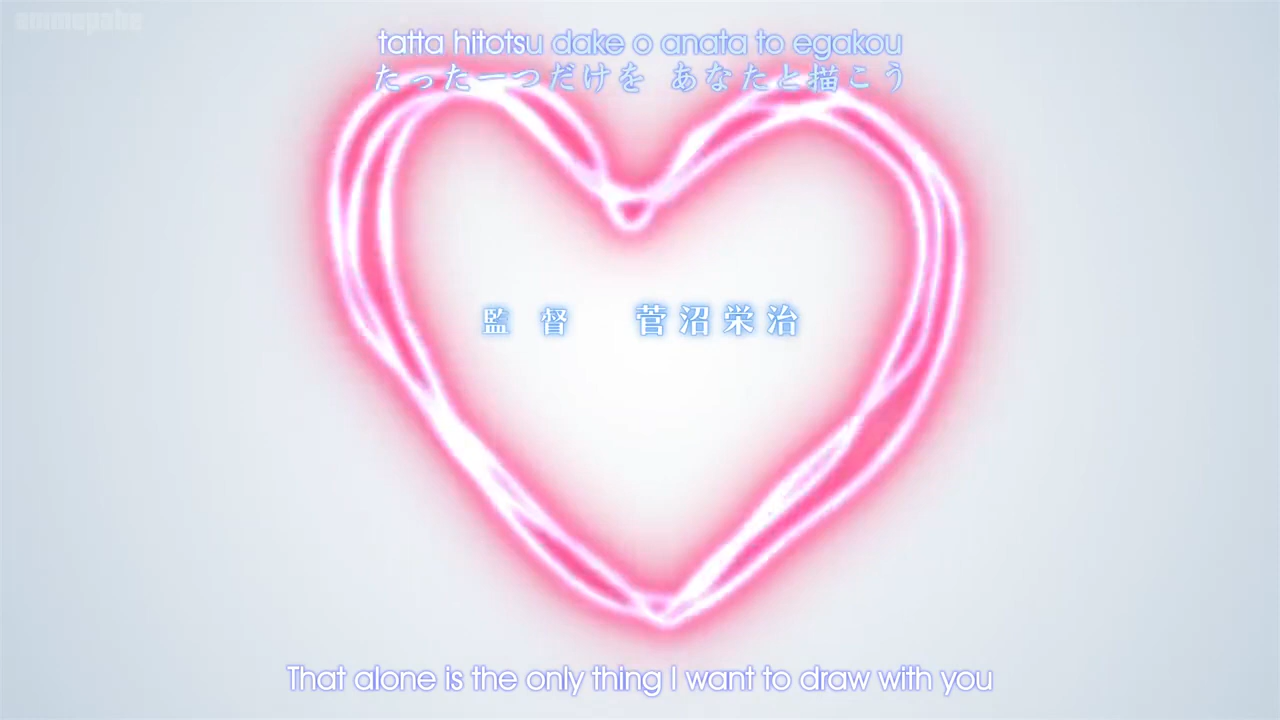 animepahe
tatta hitotsu dake o anata to egakou
たった一つだけを あなたと描こう
監督 菅沼栄治
That alone is the only thing I want to draw with you